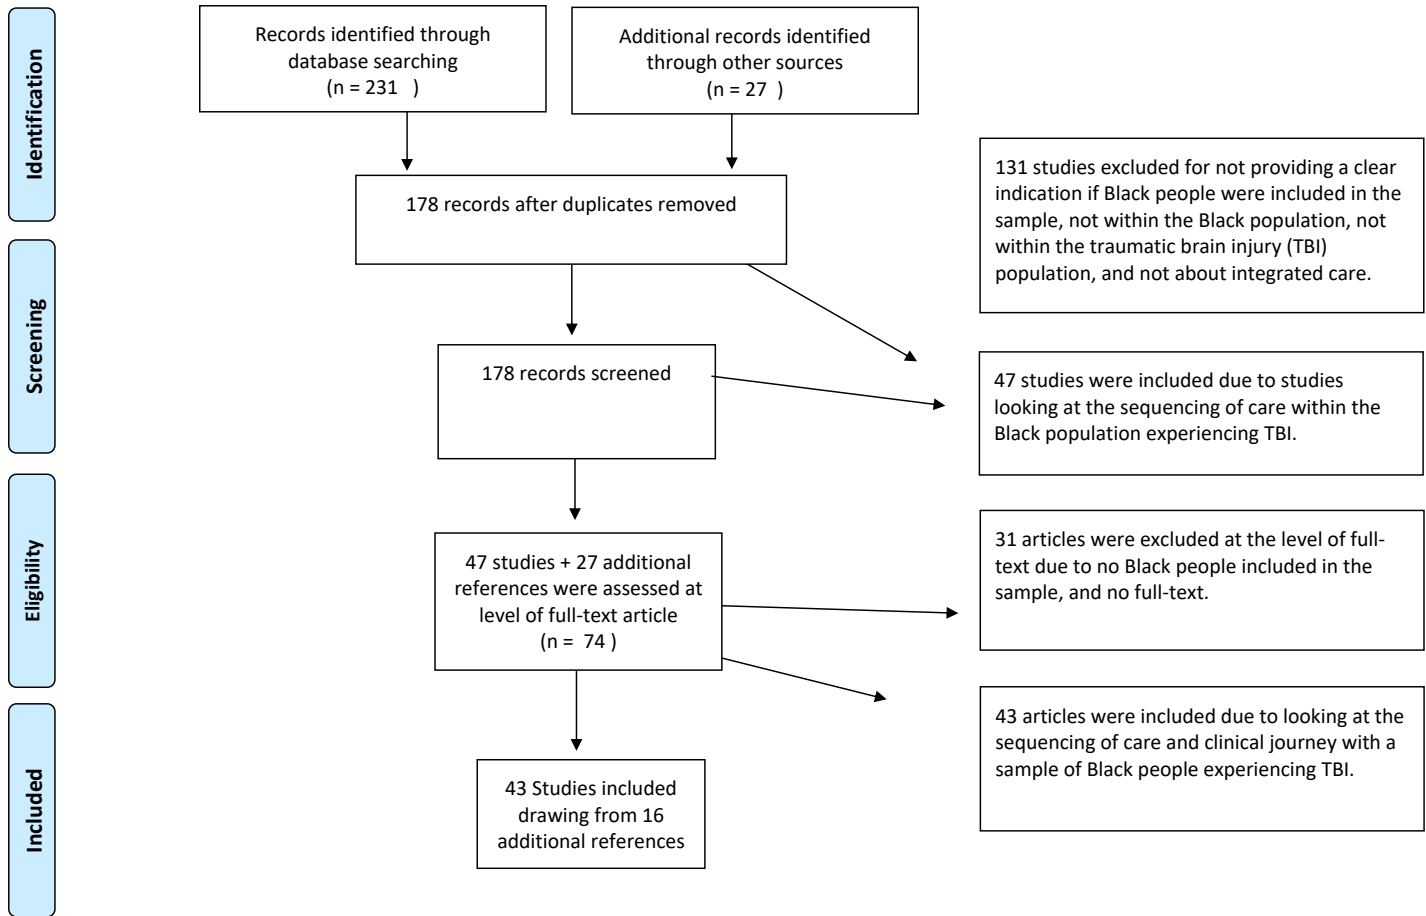 Identification
Records identified through
database searching
(n = 231 )
Additional records identified
through other sources
(n = 27 )
178 records after duplicates removed
131 studies excluded for not providing a clear
indication if Black people were included in the
sample, not within the Black population, not
within the traumatic brain injury (TBI)
population, and not about integrated care.
Screening
178 records screened
47 studies were included due to studies
looking at the sequencing of care within the
Black population experiencing TBI.
Eligibility
47 studies + 27 additional
references were assessed at
level of full-text article
(n = 74 )
31 articles were excluded at the level of full-
text due to no Black people included in the
sample, and no full-text.
Included
43 Studies included
drawing from 16
additional references
43 articles were included due to looking at the
sequencing of care and clinical journey with a
sample of Black people experiencing TBI.